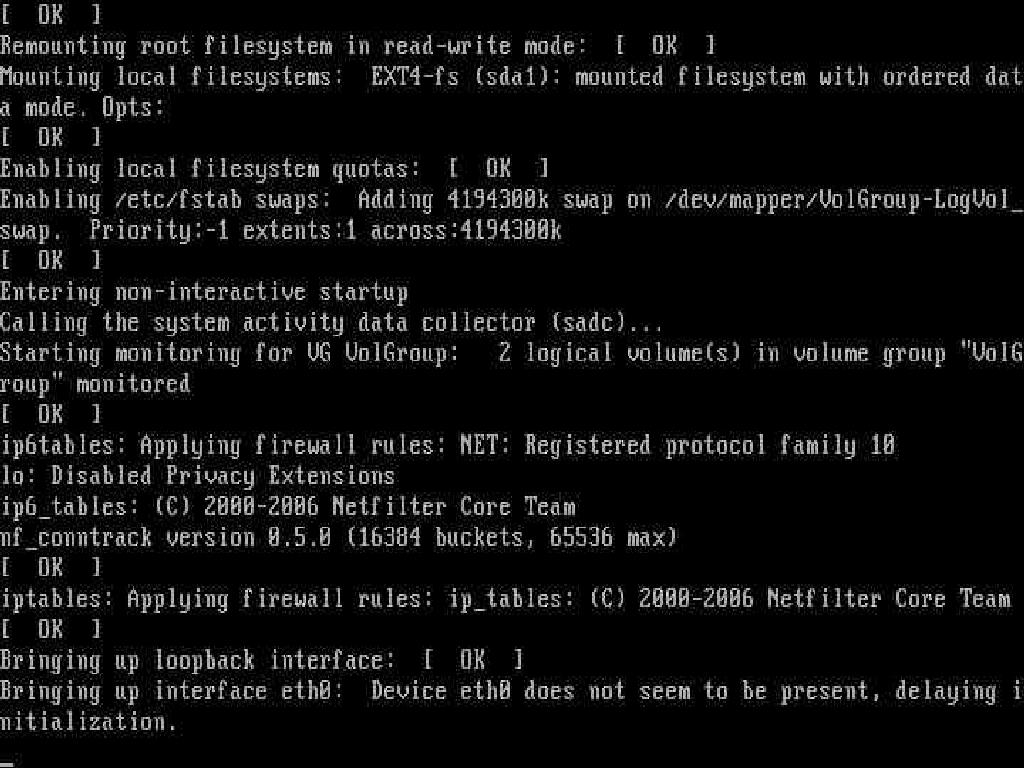 [  OK  ]
Remounting root filesystem in read-write mode:  [  OK  ]
Mounting local filesystems:  EXT4-fs (sda1): mounted filesystem with ordered dat
a mode. Opts:
[  OK  ]
Enabling local filesystem quotas:  [  OK  ]
Enabling /etc/fstab swaps:  Adding 4194300k swap on /dev/mapper/VolGroup-LogVol_
swap.  Priority:-1 extents:1 across:4194300k
[  OK  ]
Entering non-interactive startup
Calling the system activity data collector (sadc)...
Starting monitoring for VG VolGroup:   2 logical volume(s) in volume group "VolG
roup" monitored
[  OK  ]
ip6tables: Applying firewall rules: NET: Registered protocol family 10
lo: Disabled Privacy Extensions
ip6_tables: (C) 2000-2006 Netfilter Core Team
nf_conntrack version 0.5.0 (16384 buckets, 65536 max)
[  OK  ]
iptables: Applying firewall rules: ip_tables: (C) 2000-2006 Netfilter Core Team
[  OK  ]
Bringing up loopback interface:  [  OK  ]
Bringing up interface eth0:  Device eth0 does not seem to be present, delaying i
nitialization.
_